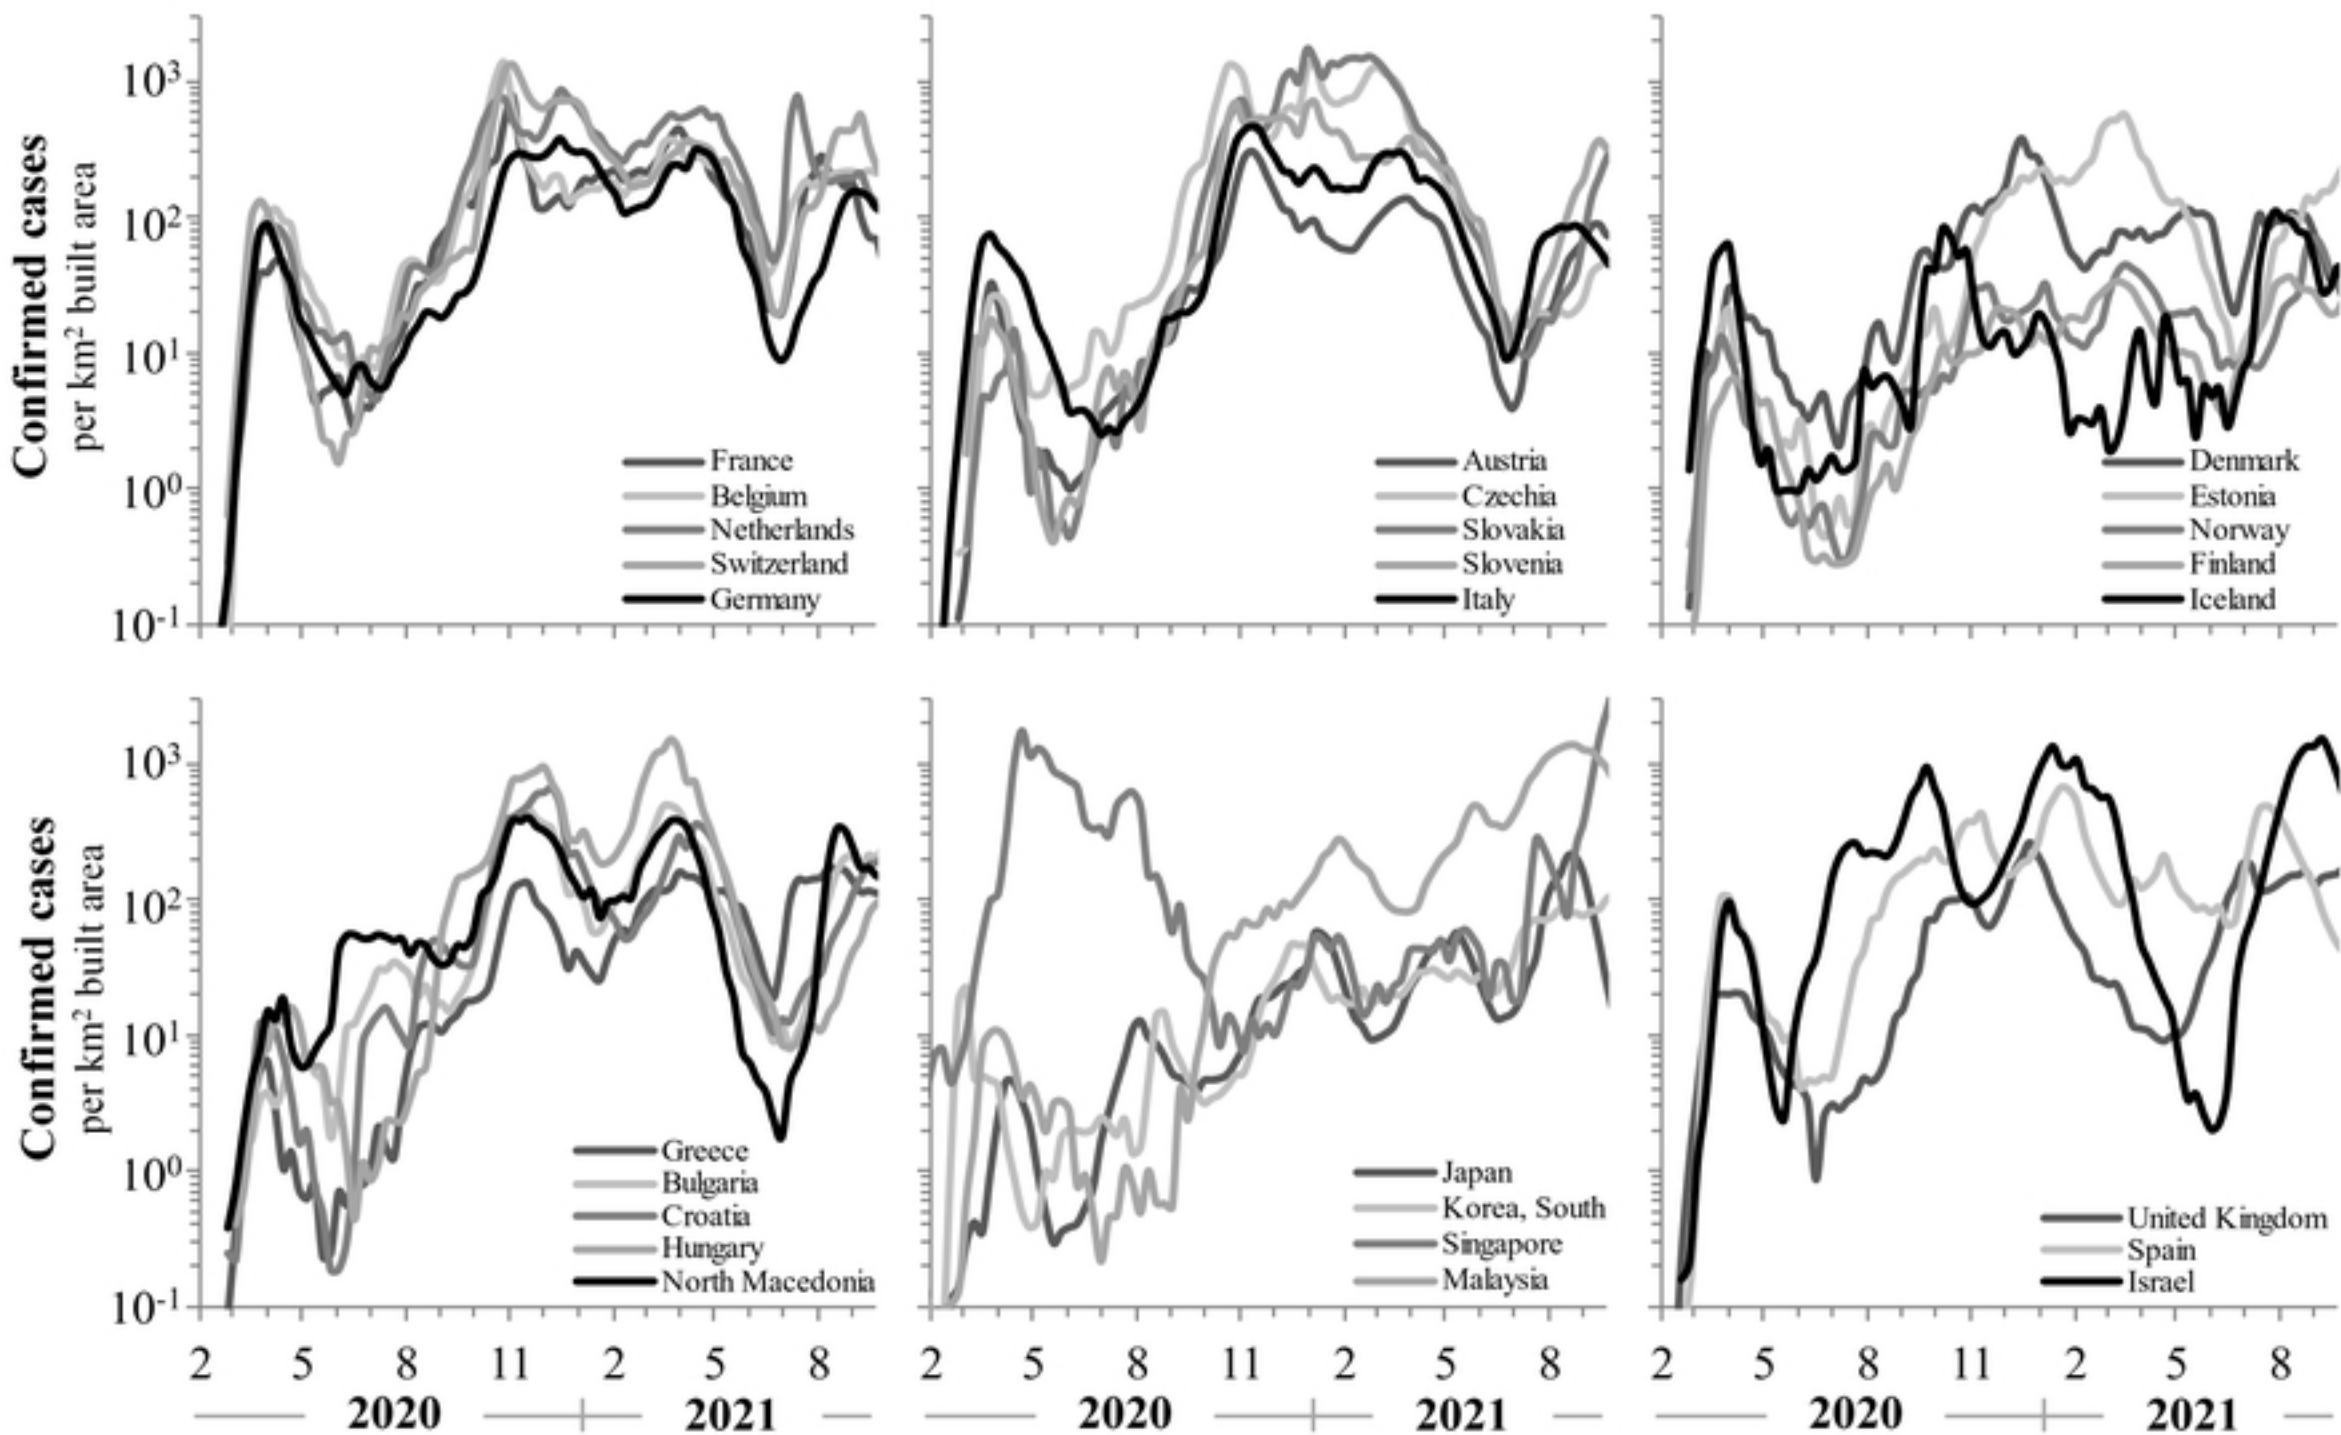 Confirmed cases
per km² built area
10³
10²
10¹
10⁰
10⁻¹
France
Belgium
Netherlands
Switzerland
Germany
Austria
Czechia
Slovakia
Slovenia
Italy
Denmark
Estonia
Norway
Finland
Iceland
Confirmed cases
per km² built area
10³
10²
10¹
10⁰
10⁻¹
Greece
Bulgaria
Croatia
Hungary
North Macedonia
Japan
Korea, South
Singapore
Malaysia
United Kingdom
Spain
Israel
2 5 8 11 2 5 8
2020 2021
2 5 8 11 2 5 8
2020 2021
2 5 8 11 2 5 8
2020 2021